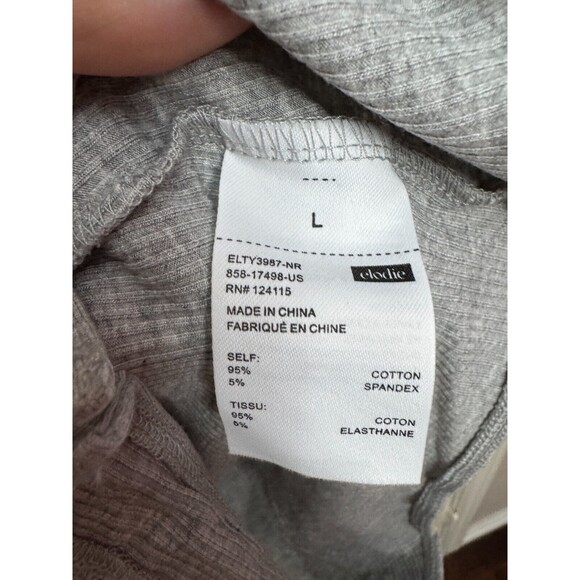 L
ELTY3987-NR
858-17498-US
elodie
RN# 124115
MADE IN CHINA
FABRIQUÉ EN CHINE
SELF:
95% COTTON
5% SPANDEX
TISSU:
95% COTON
5% ELASTHANNE